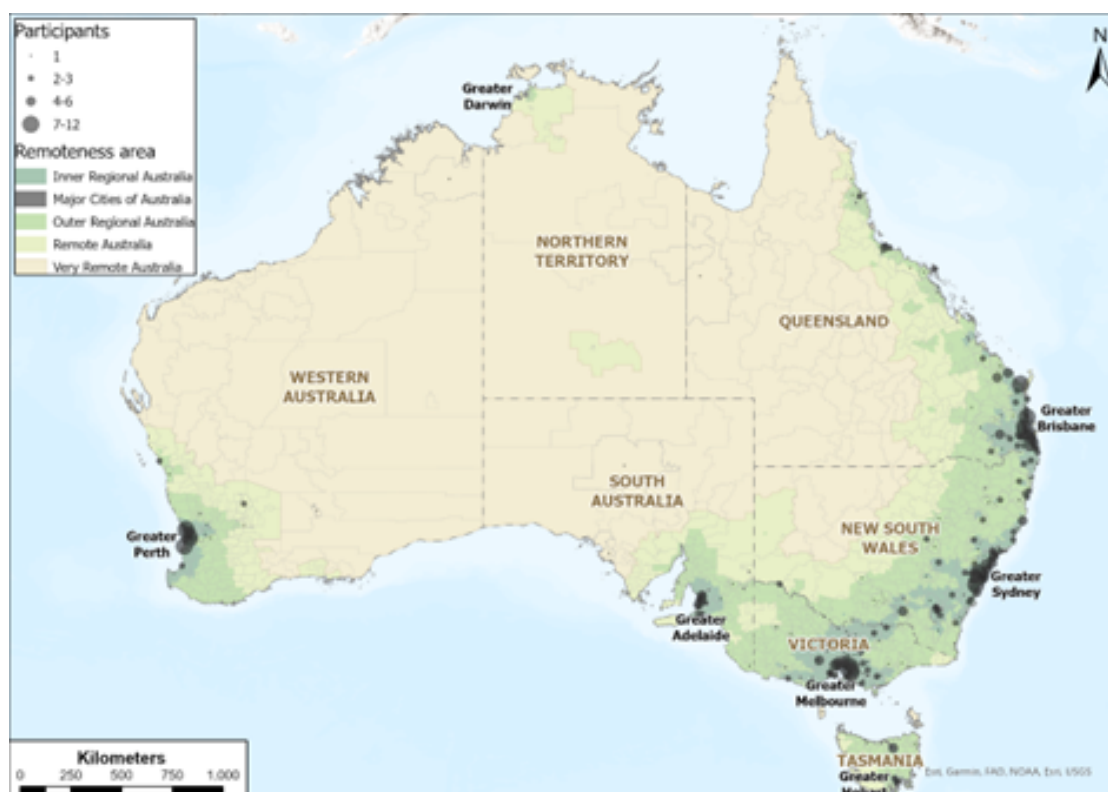 Participants
1
2-3
4-6
7-12
Remoteness area
Inner Regional Australia
Major Cities of Australia
Outer Regional Australia
Remote Australia
Very Remote Australia
N
Greater
Darwin
NORTHERN
TERRITORY
QUEENSLAND
WESTERN
AUSTRALIA
Greater
Brisbane
SOUTH
AUSTRALIA
NEW SOUTH
WALES
Greater
Perth
Greater
Sydney
Greater
Adelaide
VICTORIA
Greater
Melbourne
TASMANIA
Greater
Hobart
Kilometers
0 250 500 750 1,000
Esri, Garmin, FAO, NOAA, Esri, USGS